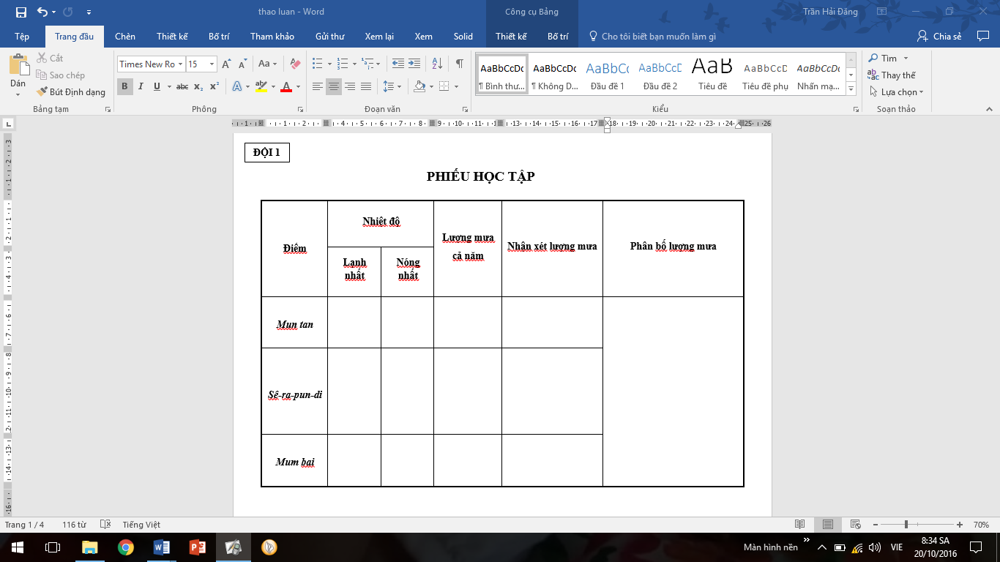 thao luan - Word
Công cụ Bảng
Trần Hải Đăng
Tệp Trang đầu Chèn Thiết kế Bố trí Tham khảo Gửi thư Xem lại Xem Solid Thiết kế Bố trí Cho tôi biết bạn muốn làm gì Chia sẻ
Dán
Cắt
Sao chép
Bút Định dạng
Bảng tạm
Times New Ro 15
Phông
Đoạn văn
AaBbCcDc AaBbCcDc AaBbCc AaBbCcD AaB AaBbCcD AaBbCcDc
¶ Bình thư... ¶ Không D... Đầu đề 1 Đầu đề 2 Tiêu đề Tiêu đề phụ Nhấn mạ...
Kiểu
Tìm
Thay thế
Lựa chọn
Soạn thảo
ĐỘI 1
PHIẾU HỌC TẬP
Điểm
Nhiệt độ
Lạnh
nhất
Nóng
nhất
Lượng mưa
cả năm
Nhận xét lượng mưa
Phân bố lượng mưa
Mun tan
Sê-ra-pun-di
Mum bai
Trang 1 / 4 116 từ Tiếng Việt 70%
Màn hình nền
VIE
8:34 SA
20/10/2016